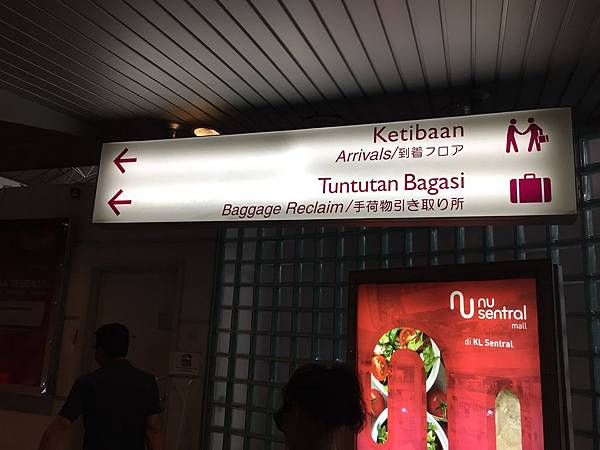 Ketibaan
Arrivals/到着フロア
Tuntutan Bagasi
Baggage Reclaim/手荷物引き取り所
nu
sentral
mall
di KL Sentral